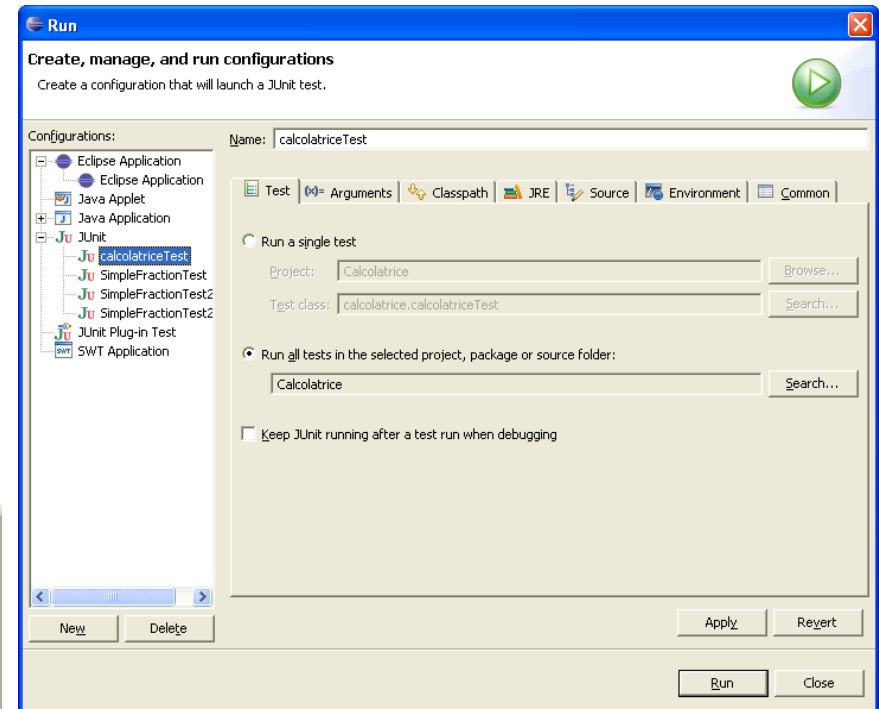 Run
Create, manage, and run configurations
Create a configuration that will launch a JUnit test.
Configurations:
Eclipse Application
Eclipse Application
Java Applet
Java Application
JUnit
calcolatriceTest
SimpleFractionTest
SimpleFractionTest2
SimpleFractionTest2
JUnit Plug-in Test
SWT Application
New Delete
Name: calcolatriceTest
Test (x)= Arguments Classpath JRE Source Environment Common
Run a single test
Project: Calcolatrice Browse...
Test class: calcolatrice.calcolatriceTest Search...
Run all tests in the selected project, package or source folder:
Calcolatrice Search...
Keep JUnit running after a test run when debugging
Apply Revert
Run Close